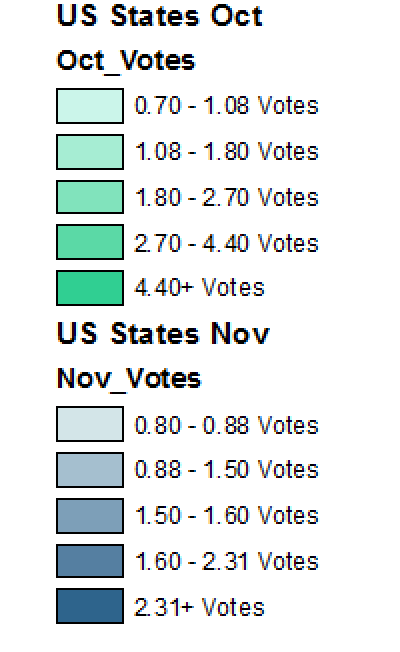 US States Oct
Oct_Votes
0.70 - 1.08 Votes
1.08 - 1.80 Votes
1.80 - 2.70 Votes
2.70 - 4.40 Votes
4.40+ Votes
US States Nov
Nov_Votes
0.80 - 0.88 Votes
0.88 - 1.50 Votes
1.50 - 1.60 Votes
1.60 - 2.31 Votes
2.31+ Votes